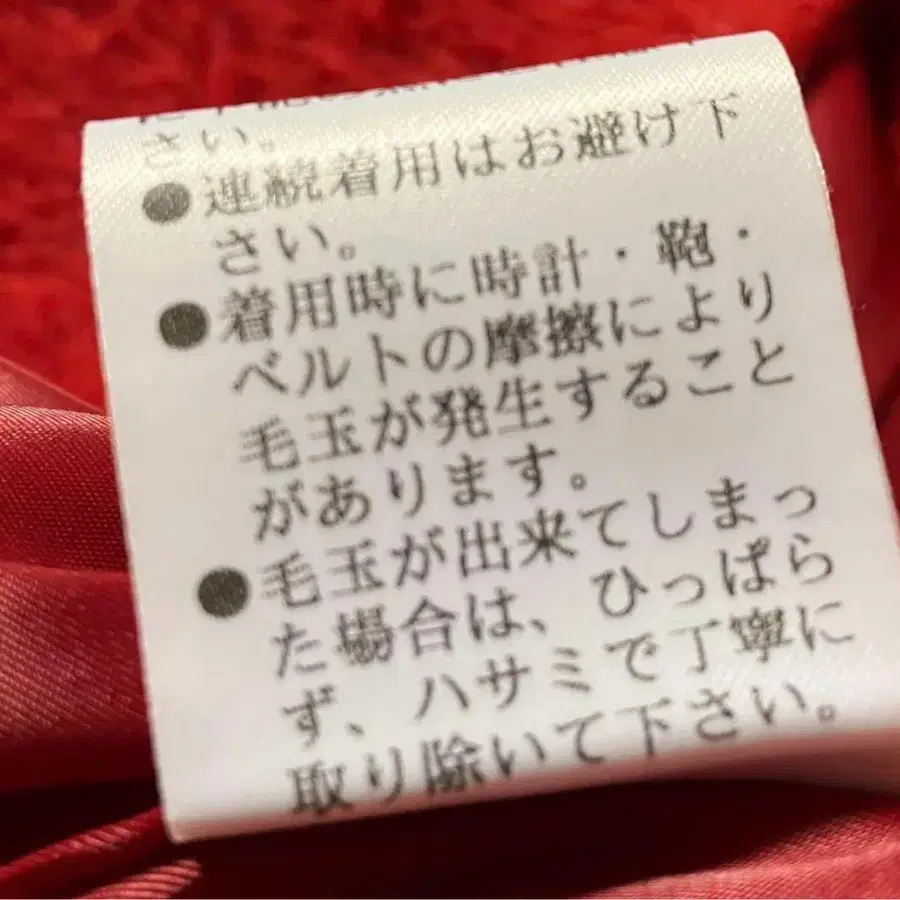 さい。
●連続着用はお避け下
さい。
●着用時に時計・鞄・
ベルトの摩擦により
毛玉が発生すること
があります。
●毛玉が出来てしまっ
た場合は、ひっぱら
ず、ハサミで丁寧に
取り除いて下さい。